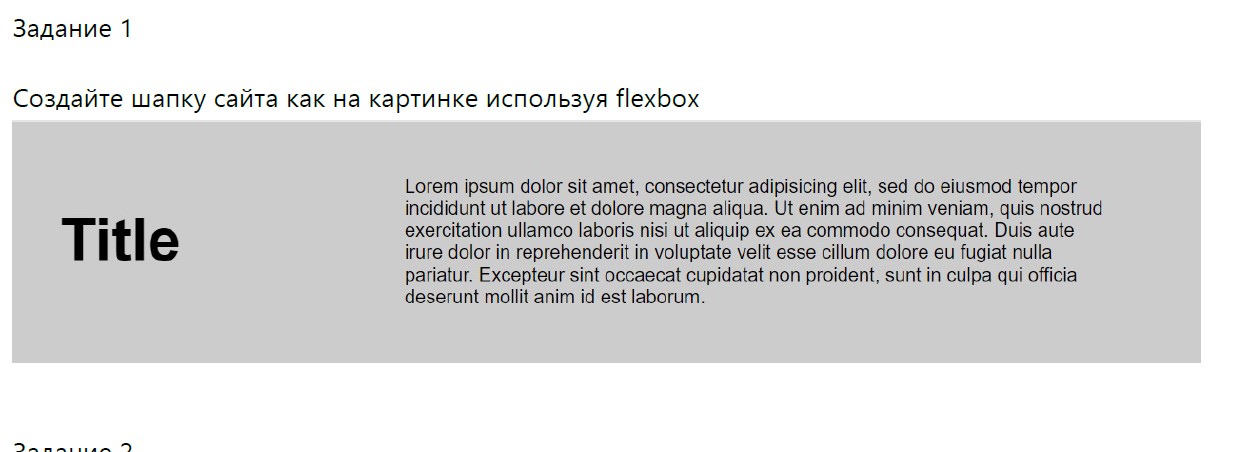 Задание 1
Создайте шапку сайта как на картинке используя flexbox
Title
Lorem ipsum dolor sit amet, consectetur adipisicing elit, sed do eiusmod tempor
incididunt ut labore et dolore magna aliqua. Ut enim ad minim veniam, quis nostrud
exercitation ullamco laboris nisi ut aliquip ex ea commodo consequat. Duis aute
irure dolor in reprehenderit in voluptate velit esse cillum dolore eu fugiat nulla
pariatur. Excepteur sint occaecat cupidatat non proident, sunt in culpa qui officia
deserunt mollit anim id est laborum.
Задание 2